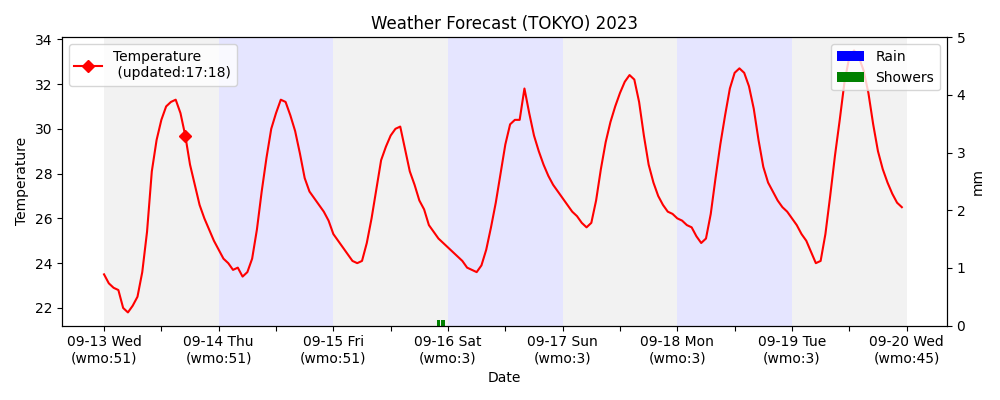 Weather Forecast (TOKYO) 2023
Temperature
(updated:17:18)
Rain
Showers
34
32
30
28
26
24
22
Temperature
5
4
3
2
1
0
mm
09-13 Wed
(wmo:51)
09-14 Thu
(wmo:51)
09-15 Fri
(wmo:51)
09-16 Sat
(wmo:3)
09-17 Sun
(wmo:3)
09-18 Mon
(wmo:3)
09-19 Tue
(wmo:3)
09-20 Wed
(wmo:45)
Date